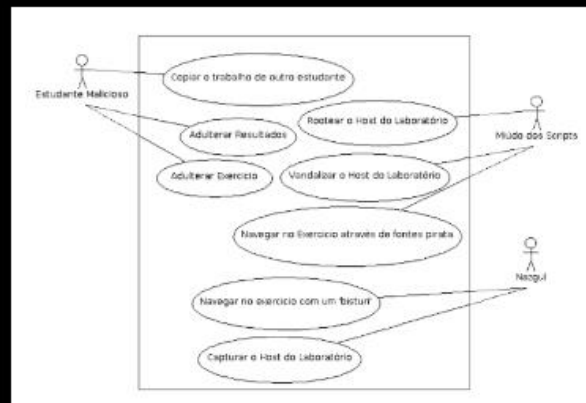 Copiar o trabalho de outro estudante
Estudante Malicioso
Rootear o Host do Laboratório
Adulterar Resultados
Miúdo dos Scripts
Adulterar Exercício
Vandalizar o Host do Laboratório
Navegar no Exercício através de fontes pirata
Nazgul
Navegar no exercício com um 'bisturi'
Capturar o Host do Laboratório